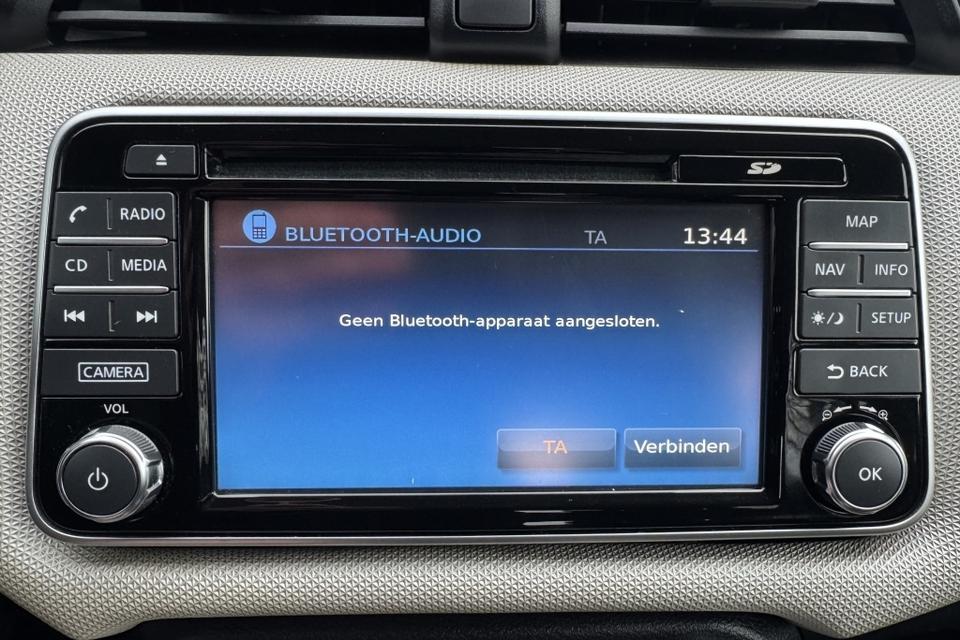 SD
RADIO
CD MEDIA
CAMERA
VOL
BLUETOOTH-AUDIO TA 13:44
Geen Bluetooth-apparaat aangesloten.
TA Verbinden
MAP
NAV INFO
SETUP
BACK
OK